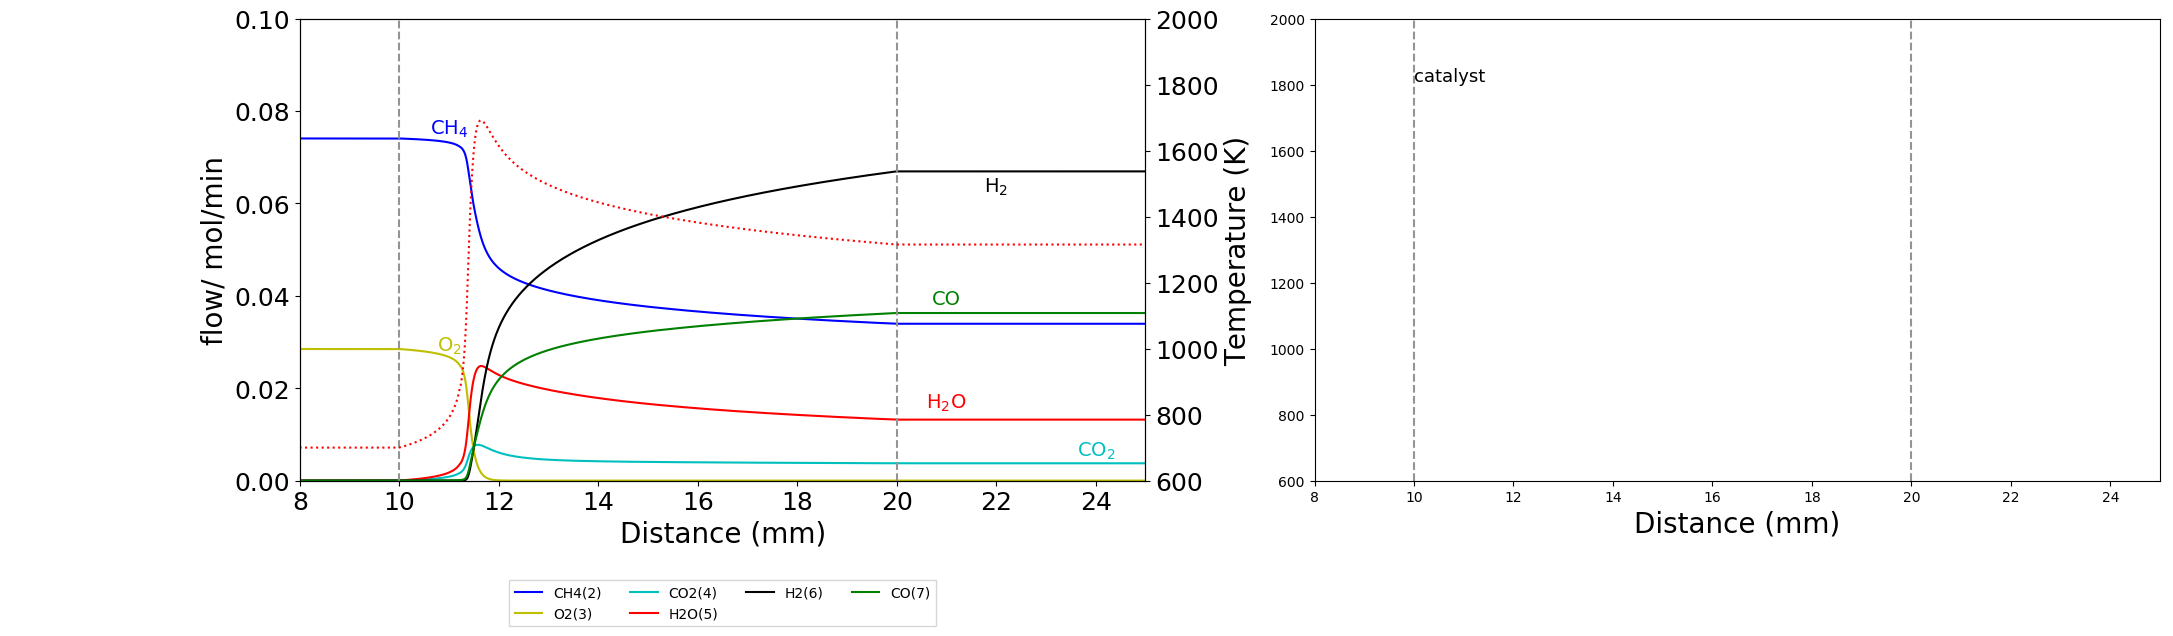 0.10
0.08
0.06
0.04
0.02
0.00
flow/ mol/min
CH₄
O₂
H₂
CO
H₂O
CO₂
8 10 12 14 16 18 20 22 24
Distance (mm)
2000
1800
1600
1400
1200
1000
800
600
Temperature (K)
CH4(2) CO2(4) H2(6) CO(7)
O2(3) H2O(5)
2000
1800
1600
1400
1200
1000
800
600
catalyst
8 10 12 14 16 18 20 22 24
Distance (mm)